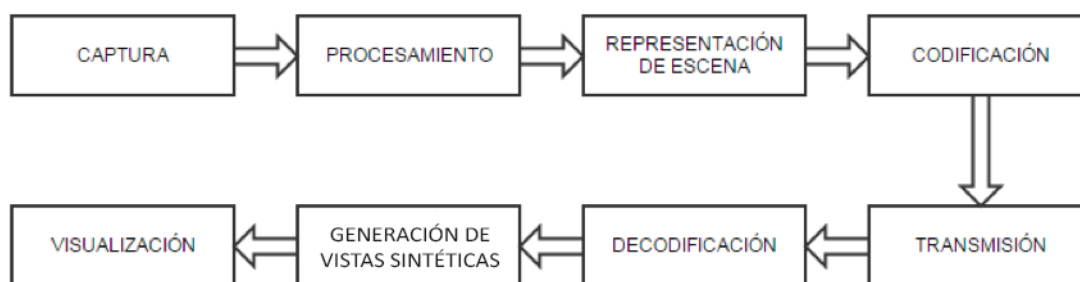 CAPTURA
PROCESAMIENTO
REPRESENTACIÓN
DE ESCENA
CODIFICACIÓN
VISUALIZACIÓN
GENERACIÓN DE
VISTAS SINTÉTICAS
DECODIFICACIÓN
TRANSMISIÓN